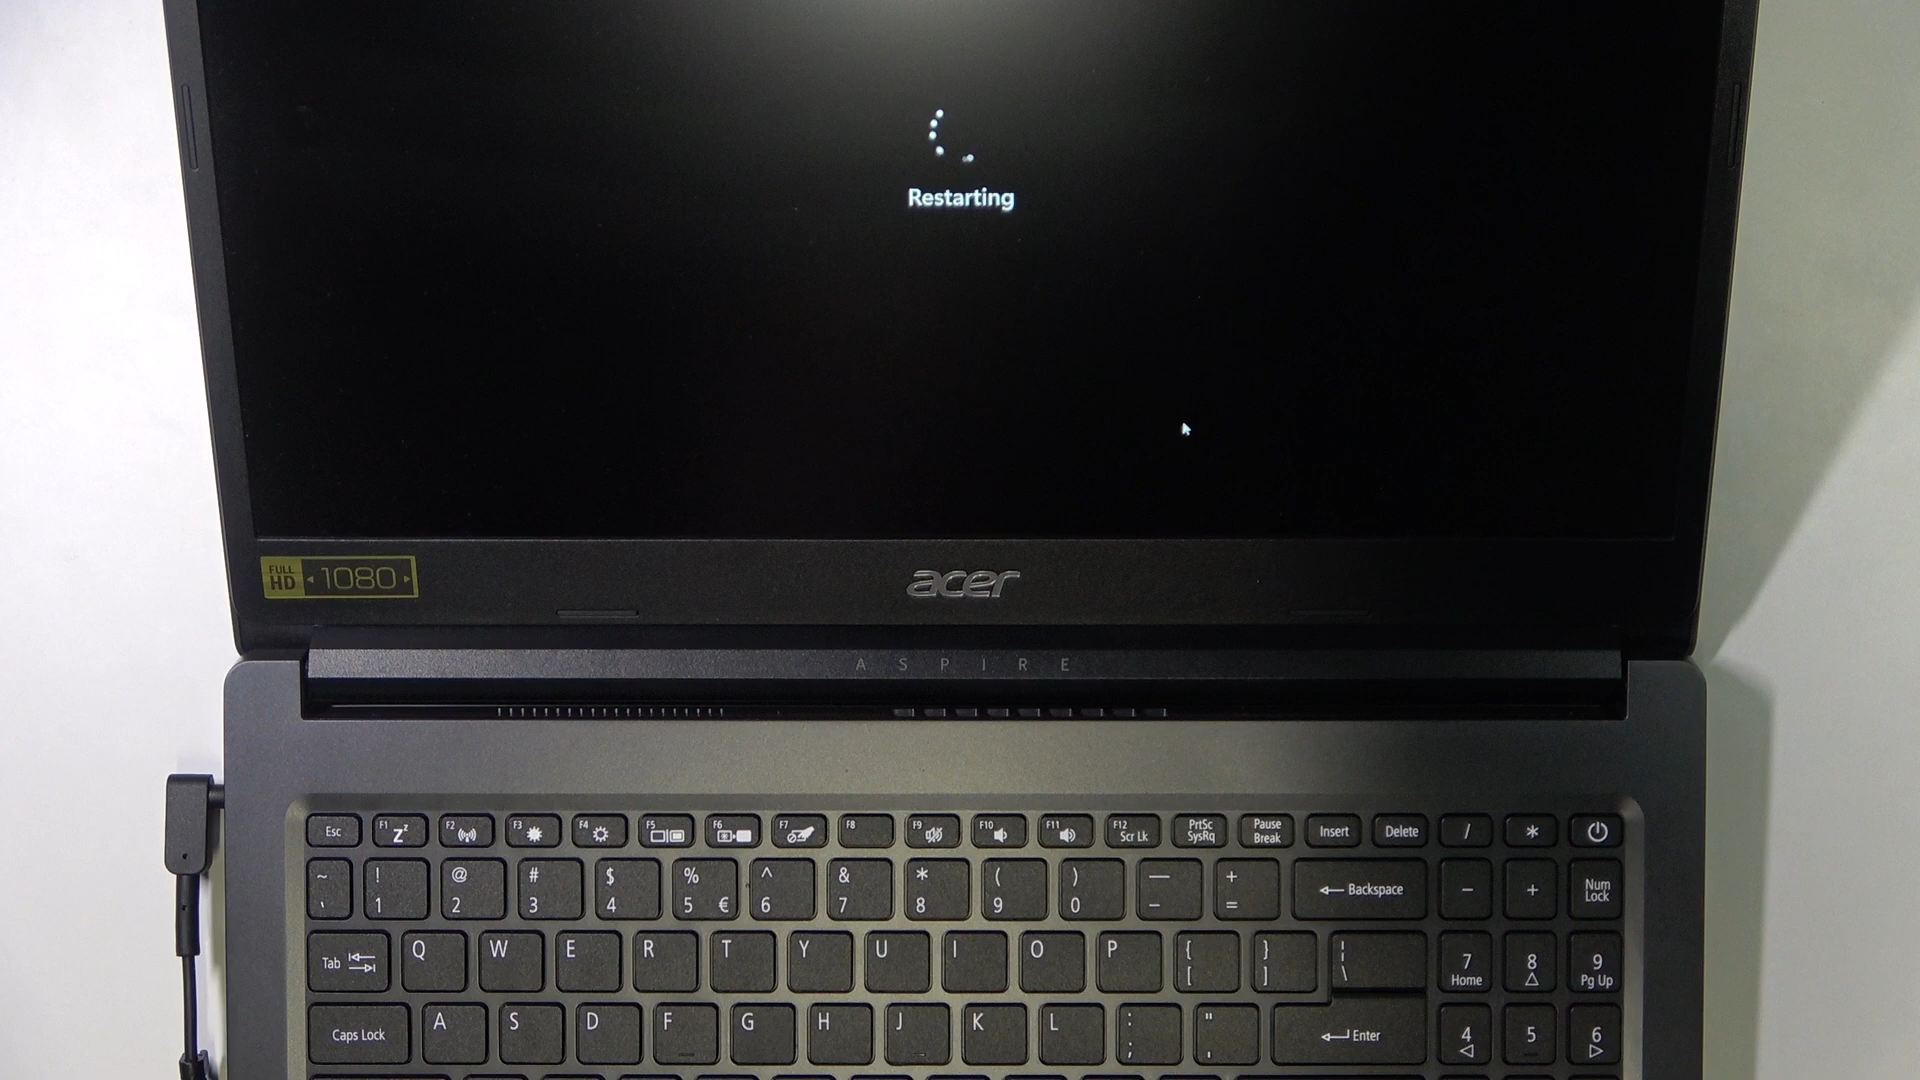 Restarting
FULL HD 1080
acer
ASPIRE
Esc F1 Zz F2 F3 F4 F5 F6 F7 F8 F9 F10 F11 F12 Scr Lk PrtSc SysRq Pause Break Insert Delete / *
~ ` ! 1 @ 2 # 3 $ 4 % 5 € ^ 6 & 7 * 8 ( 9 ) 0 — - + = Backspace - + Num Lock
Tab Q W E R T Y U I O P { [ } ] ¦ \ 7 Home 8 9 Pg Up
Caps Lock A S D F G H J K L : ; " ' Enter 4 5 6